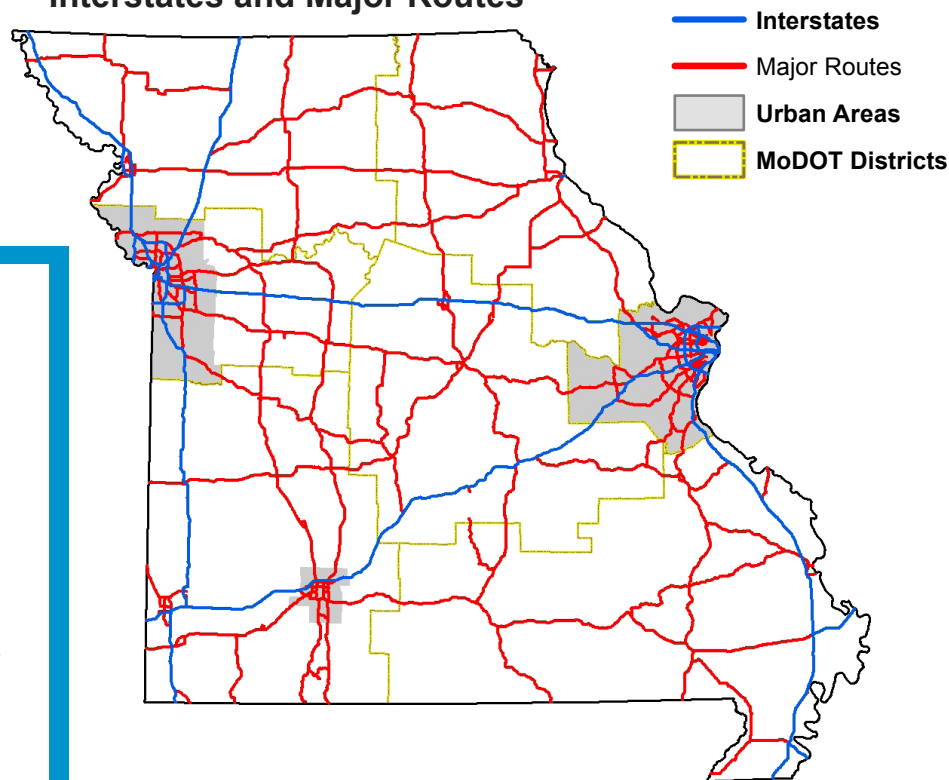 Interstates and Major Routes
Interstates
Major Routes
Urban Areas
MoDOT Districts